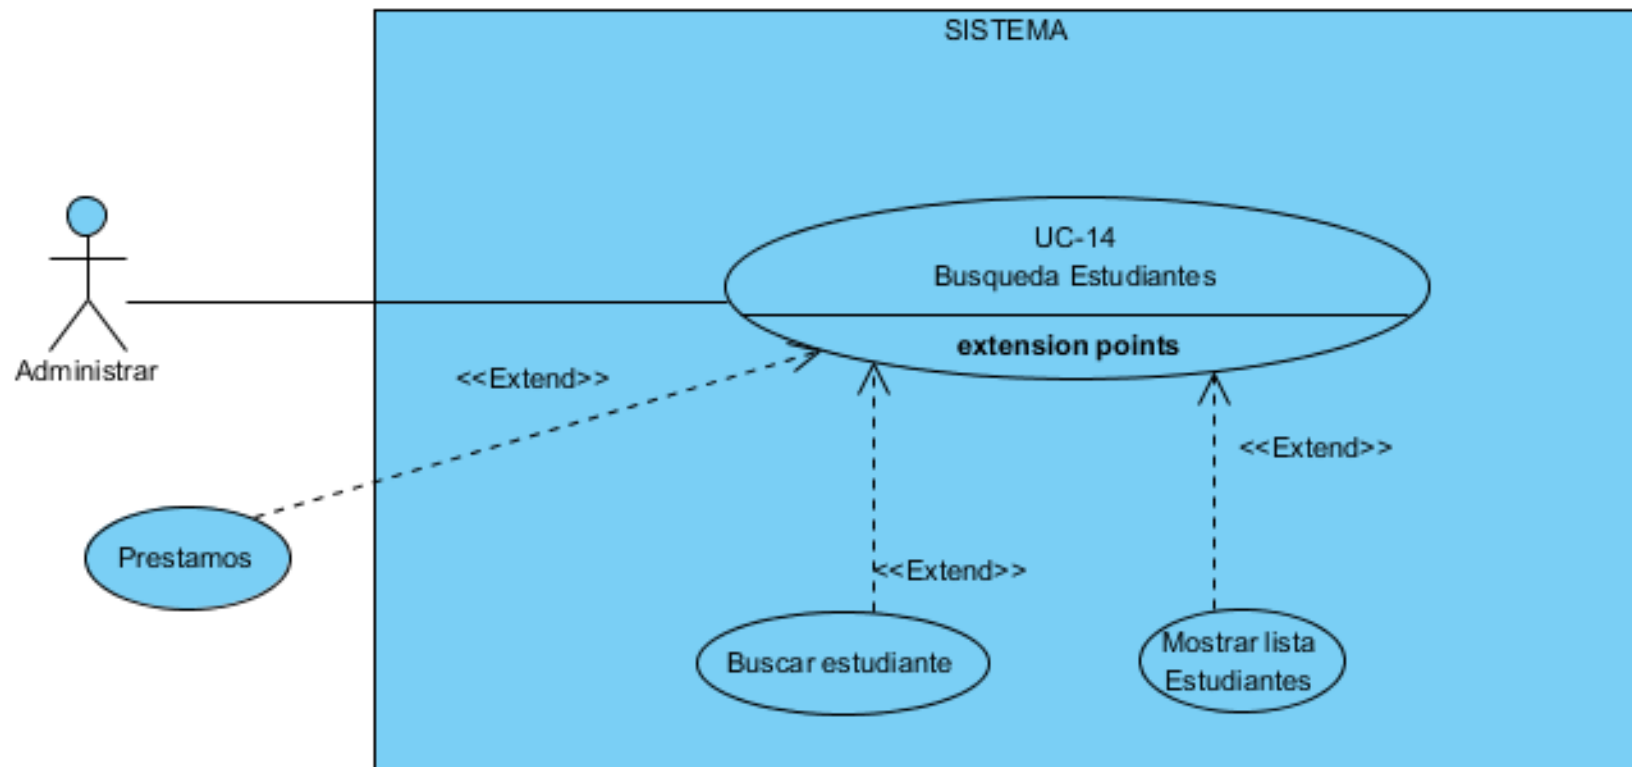 SISTEMA
UC-14
Busqueda Estudiantes
extension points
Administrar
<<Extend>>
<<Extend>>
Prestamos
<<Extend>>
Buscar estudiante
Mostrar lista
Estudiantes